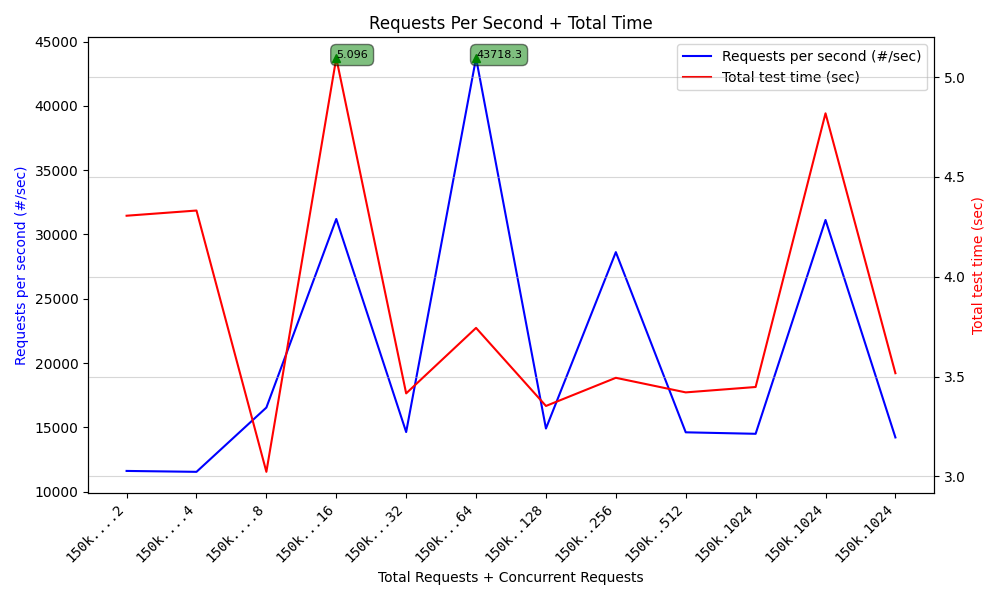 Requests Per Second + Total Time
5.096
43718.3
Requests per second (#/sec)
Total test time (sec)
45000
40000
35000
30000
25000
20000
15000
10000
Requests per second (#/sec)
5.0
4.5
4.0
3.5
3.0
Total test time (sec)
150k....2
150k....4
150k....8
150k...16
150k...32
150k...64
150k..128
150k..256
150k..512
150k.1024
150k.1024
150k.1024
Total Requests + Concurrent Requests